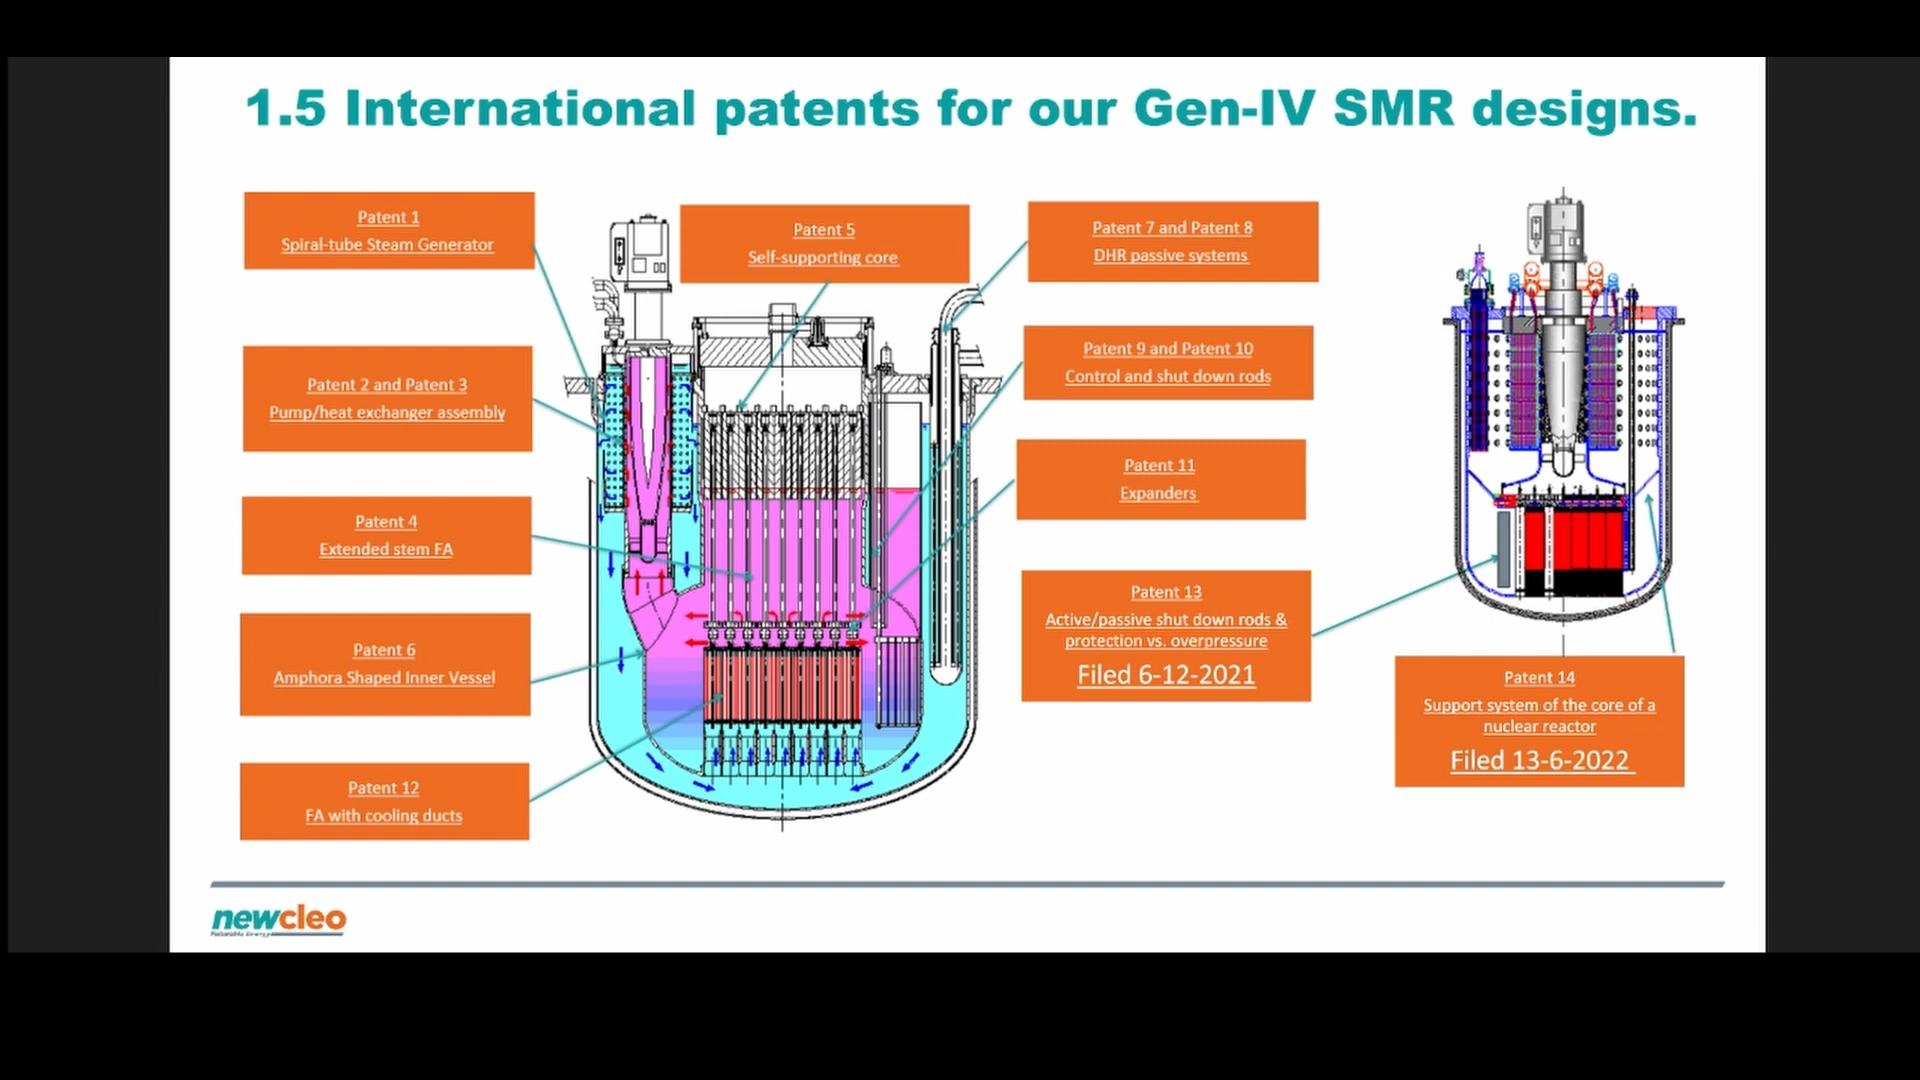 1.5 International patents for our Gen-IV SMR designs.
Patent 1
Spiral-tube Steam Generator
Patent 5
Self-supporting core
Patent 7 and Patent 8
DHR passive systems
Patent 2 and Patent 3
Pump/heat exchanger assembly
Patent 9 and Patent 10
Control and shut down rods
Patent 4
Extended stem FA
Patent 11
Expanders
Patent 6
Amphora Shaped Inner Vessel
Patent 13
Active/passive shut down rods &
protection vs. overpressure
Filed 6-12-2021
Patent 14
Support system of the core of a
nuclear reactor
Filed 13-6-2022
Patent 12
FA with cooling ducts
newcleo